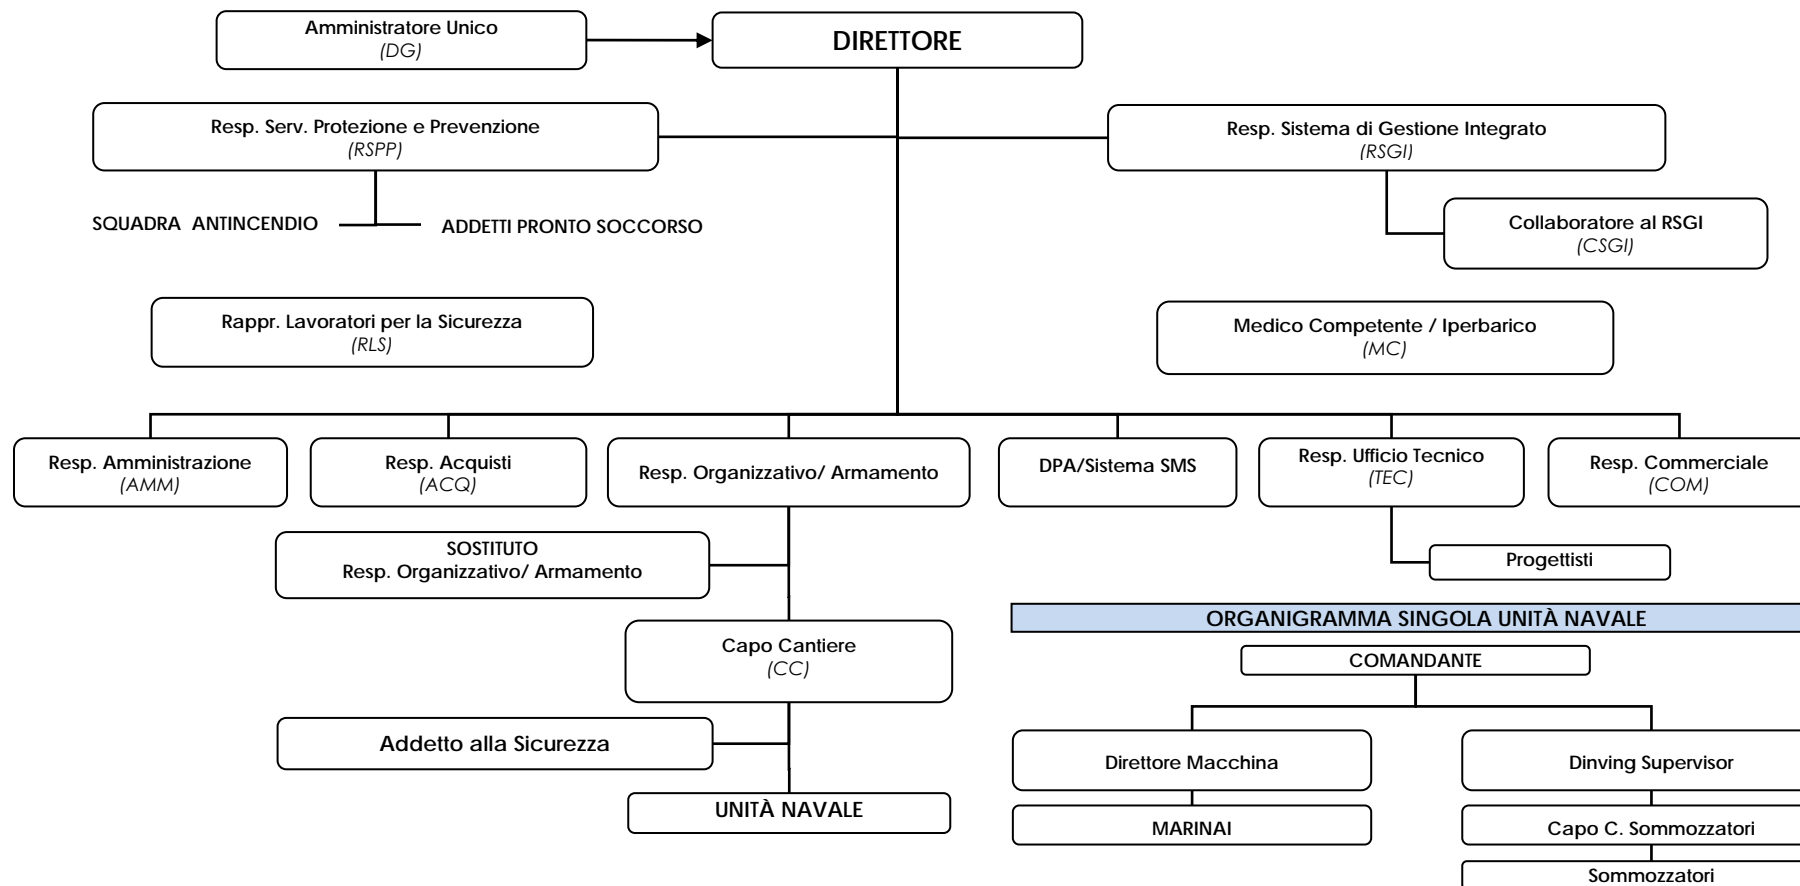 Amministratore Unico
(DG)
DIRETTORE
Resp. Serv. Protezione e Prevenzione
(RSPP)
Resp. Sistema di Gestione Integrato
(RSGI)
SQUADRA ANTINCENDIO
ADDETTI PRONTO SOCCORSO
Collaboratore al RSGI
(CSGI)
Rappr. Lavoratori per la Sicurezza
(RLS)
Medico Competente / Iperbarico
(MC)
Resp. Amministrazione
(AMM)
Resp. Acquisti
(ACQ)
Resp. Organizzativo/ Armamento
DPA/Sistema SMS
Resp. Ufficio Tecnico
(TEC)
Resp. Commerciale
(COM)
SOSTITUTO
Resp. Organizzativo/ Armamento
Progettisti
Capo Cantiere
(CC)
Addetto alla Sicurezza
UNITÀ NAVALE
ORGANIGRAMMA SINGOLA UNITÀ NAVALE
COMANDANTE
Direttore Macchina
Dinving Supervisor
MARINAI
Capo C. Sommozzatori
Sommozzatori